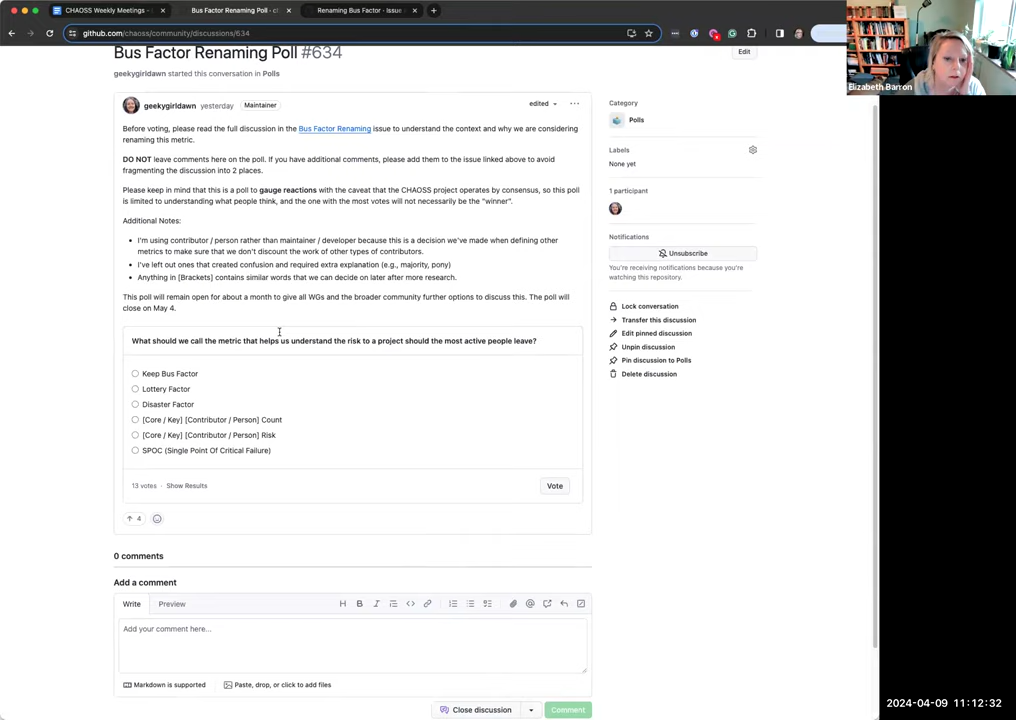 CHAOSS Weekly Meetings -
Bus Factor Renaming Poll · c
Renaming Bus Factor · Issue
github.com/chaoss/community/discussions/634
Elizabeth Barron
Bus Factor Renaming Poll #634
Edit
geekygirldawn started this conversation in Polls
geekygirldawn yesterday Maintainer
edited
Before voting, please read the full discussion in the Bus Factor Renaming issue to understand the context and why we are considering
renaming this metric.
DO NOT leave comments here on the poll. If you have additional comments, please add them to the issue linked above to avoid
fragmenting the discussion into 2 places.
Please keep in mind that this is a poll to gauge reactions with the caveat that the CHAOSS project operates by consensus, so this poll
is limited to understanding what people think, and the one with the most votes will not necessarily be the "winner".
Additional Notes:
I'm using contributor / person rather than maintainer / developer because this is a decision we've made when defining other
metrics to make sure that we don't discount the work of other types of contributors.
I've left out ones that created confusion and required extra explanation (e.g., majority, pony)
Anything in [Brackets] contains similar words that we can decide on later after more research.
This poll will remain open for about a month to give all WGs and the broader community further options to discuss this. The poll will
close on May 4.
What should we call the metric that helps us understand the risk to a project should the most active people leave?
Keep Bus Factor
Lottery Factor
Disaster Factor
[Core / Key] [Contributor / Person] Count
[Core / Key] [Contributor / Person] Risk
SPOC (Single Point Of Critical Failure)
13 votes · Show Results
Vote
4
0 comments
Add a comment
Write
Preview
Add your comment here...
Markdown is supported
Paste, drop, or click to add files
Close discussion
Comment
Category
Polls
Labels
None yet
1 participant
Notifications
Unsubscribe
You're receiving notifications because you're
watching this repository.
Lock conversation
Transfer this discussion
Edit pinned discussion
Unpin discussion
Pin discussion to Polls
Delete discussion
2024-04-09 11:12:32